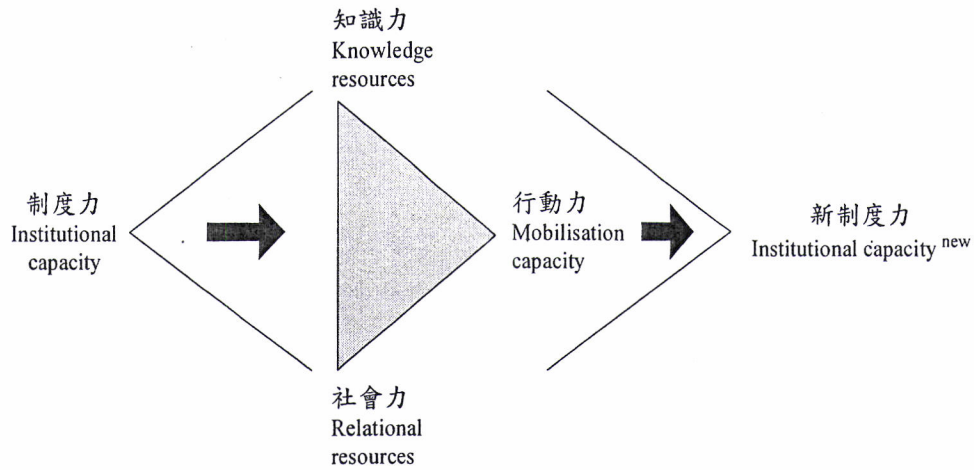 知識力
Knowledge
resources
制度力
Institutional
capacity
行動力
Mobilisation
capacity
新制度力
Institutional capacity new
社會力
Relational
resources